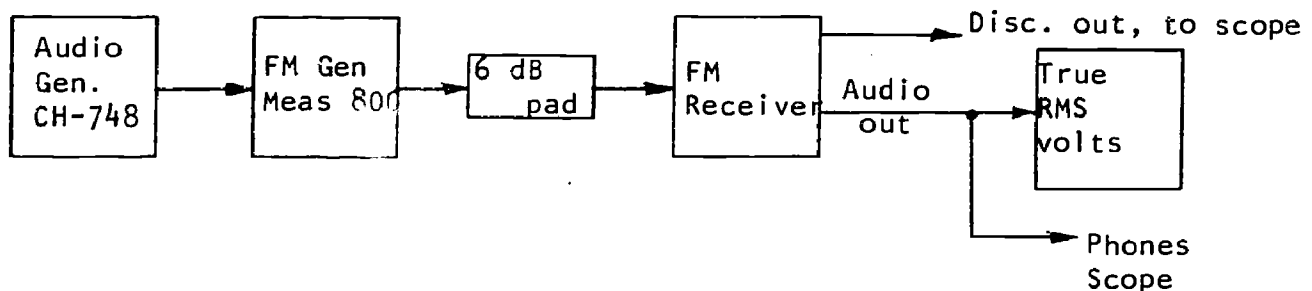 Audio
Gen.
CH-748
FM Gen
Meas 800
6 dB
pad
FM
Receiver
Disc. out, to scope
Audio
out
True
RMS
volts
Phones
Scope